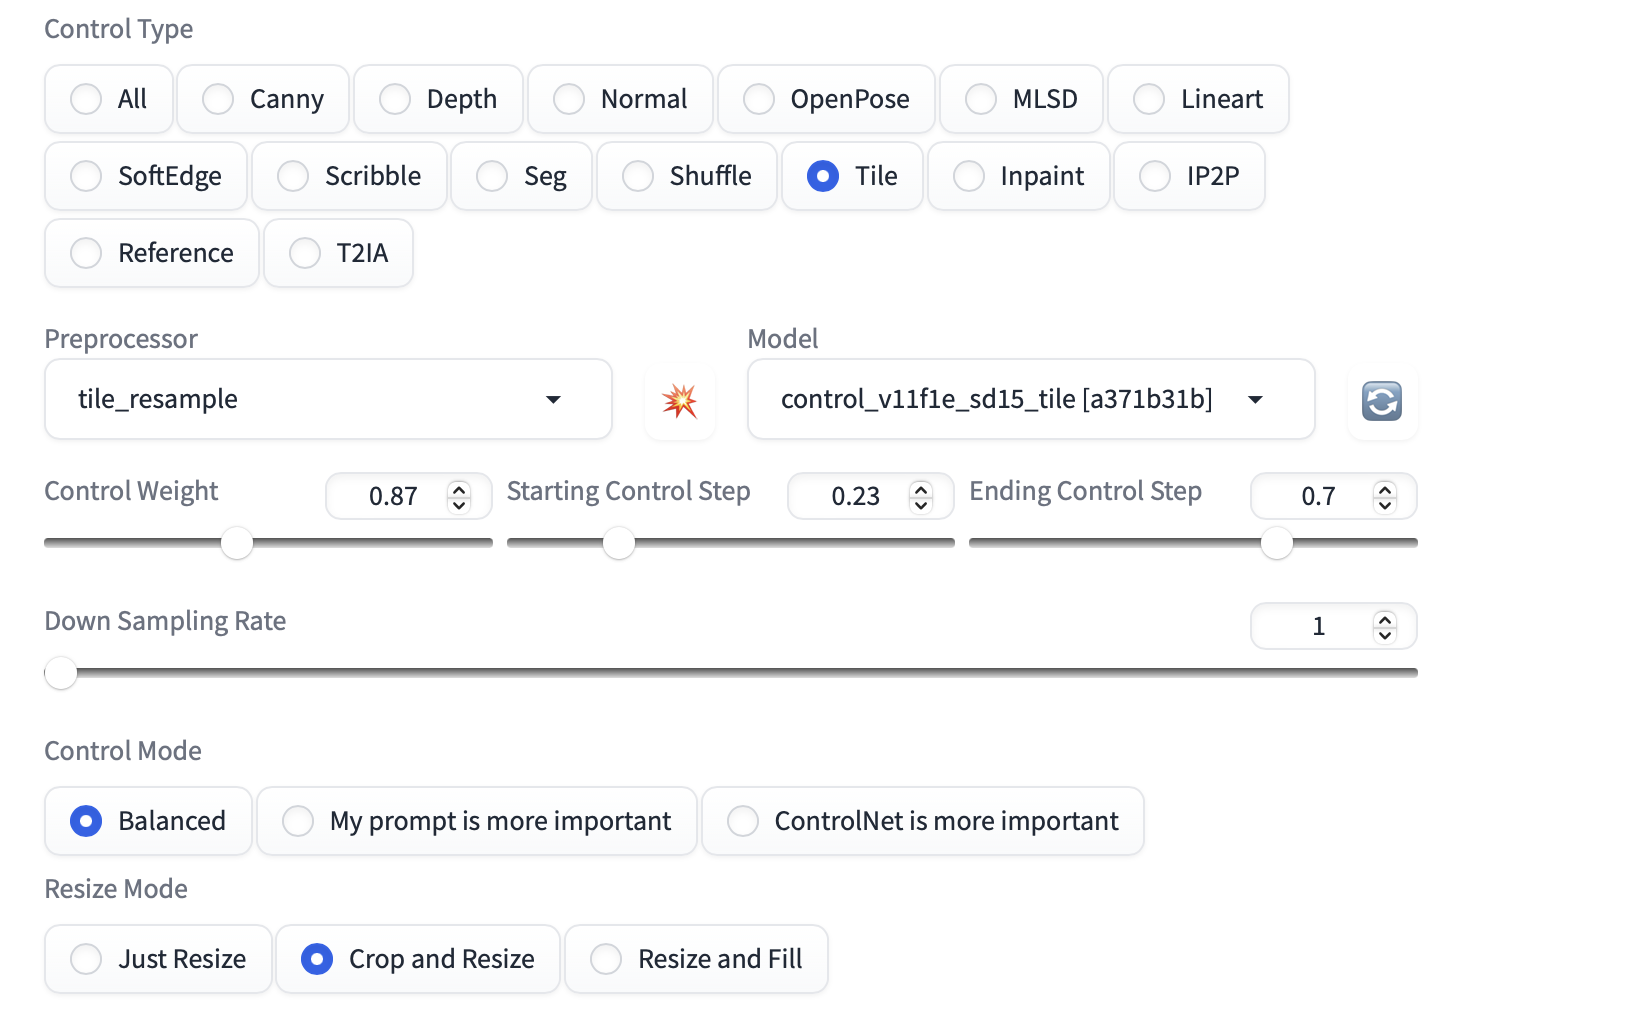 Control Type
All Canny Depth Normal OpenPose MLSD Lineart
SoftEdge Scribble Seg Shuffle Tile Inpaint IP2P
Reference T2IA
Preprocessor Model
tile_resample control_v11f1e_sd15_tile [a371b31b]
Control Weight 0.87 Starting Control Step 0.23 Ending Control Step 0.7
Down Sampling Rate 1
Control Mode
Balanced My prompt is more important ControlNet is more important
Resize Mode
Just Resize Crop and Resize Resize and Fill